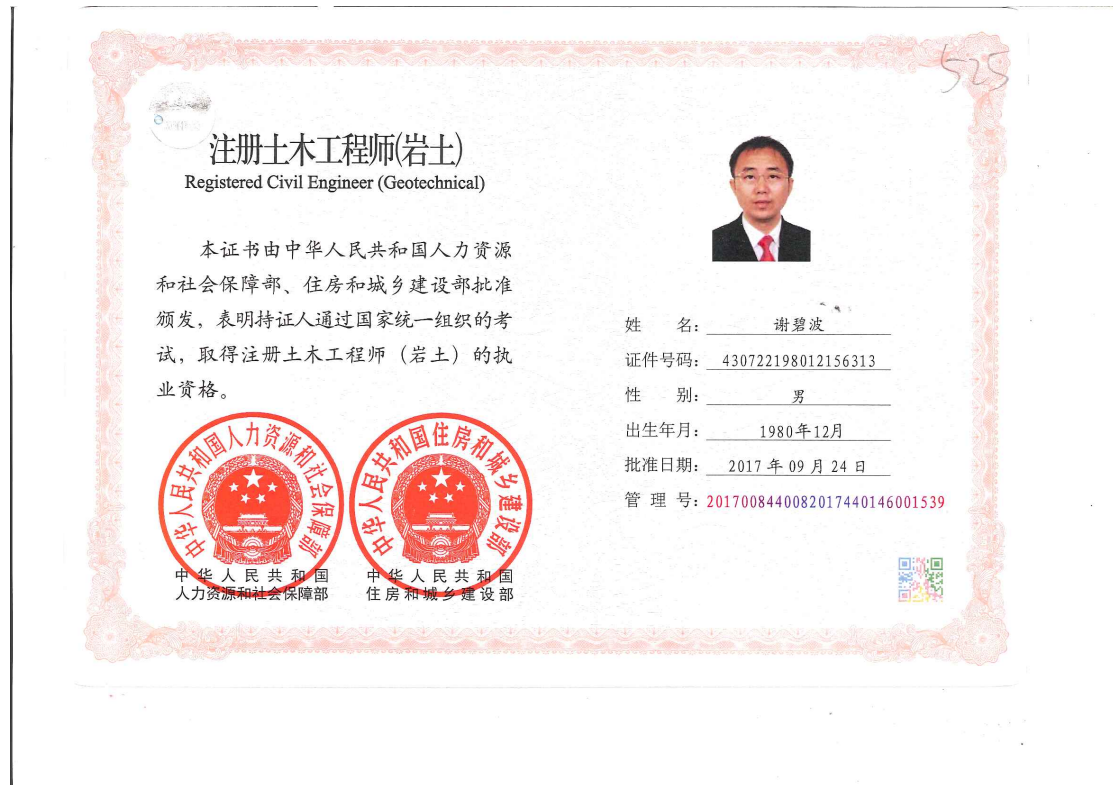 525
注册土木工程师(岩土)
Registered Civil Engineer (Geotechnical)
本证书由中华人民共和国人力资源
和社会保障部、住房和城乡建设部批准
颁发，表明持证人通过国家统一组织的考
试，取得注册土木工程师（岩土）的执
业资格。
中华人民共和国人力资源和社会保障部
中华人民共和国住房和城乡建设部
中华人民共和国
人力资源和社会保障部
中华人民共和国
住房和城乡建设部
姓 名：谢碧波
证件号码：430722198012156313
性 别：男
出生年月：1980年12月
批准日期：2017年09月24日
管理号：2017008440082017440146001539